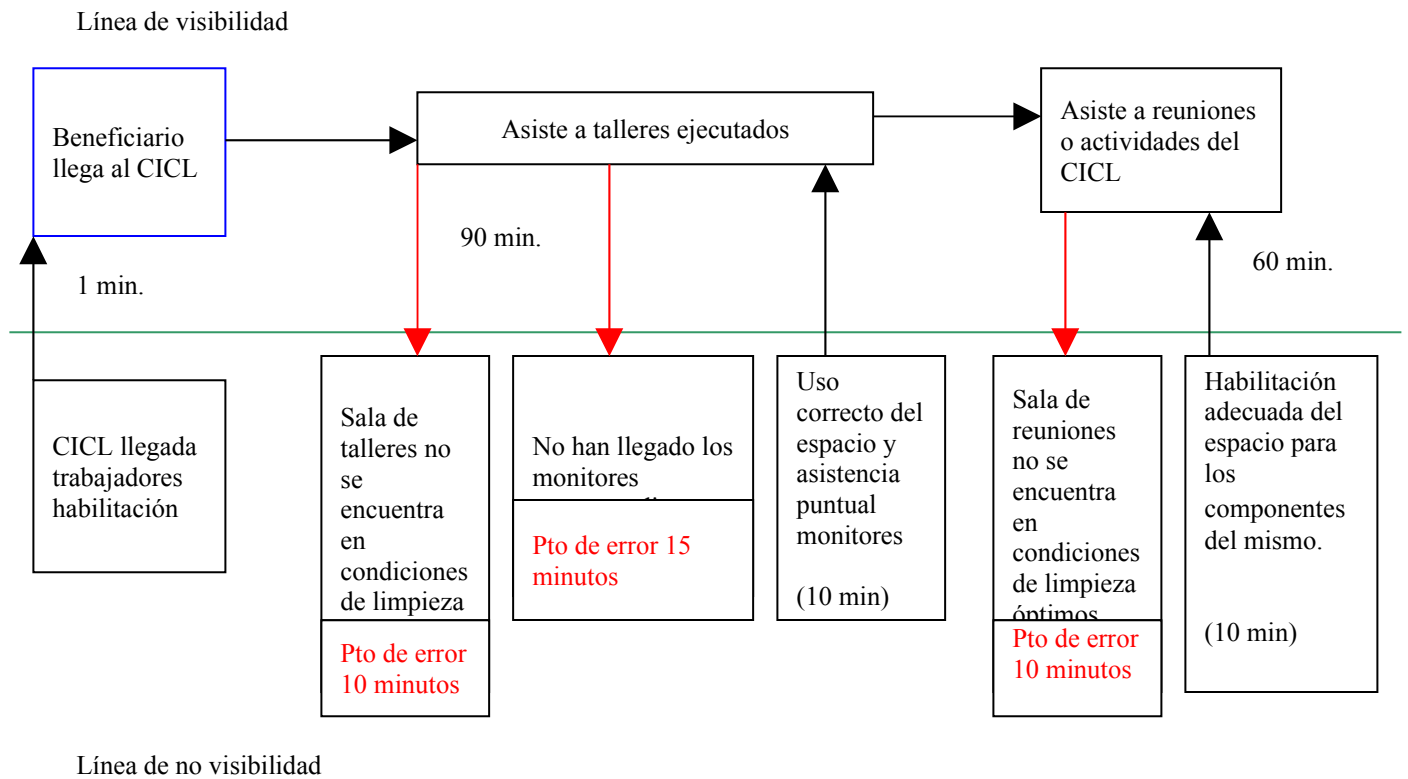 Línea de visibilidad
Beneficiario
llega al CICL
Asiste a talleres ejecutados
Asiste a reuniones
o actividades del
CICL
1 min.
90 min.
60 min.
CICL llegada
trabajadores
habilitación
Sala de
talleres no
se
encuentra
en
condiciones
de limpieza
Pto de error
10 minutos
No han llegado los
monitores
Pto de error 15
minutos
Uso
correcto del
espacio y
asistencia
puntual
monitores
(10 min)
Sala de
reuniones
no se
encuentra
en
condiciones
de limpieza
óptimos
Pto de error
10 minutos
Habilitación
adecuada del
espacio para
los
componentes
del mismo.
(10 min)
Línea de no visibilidad